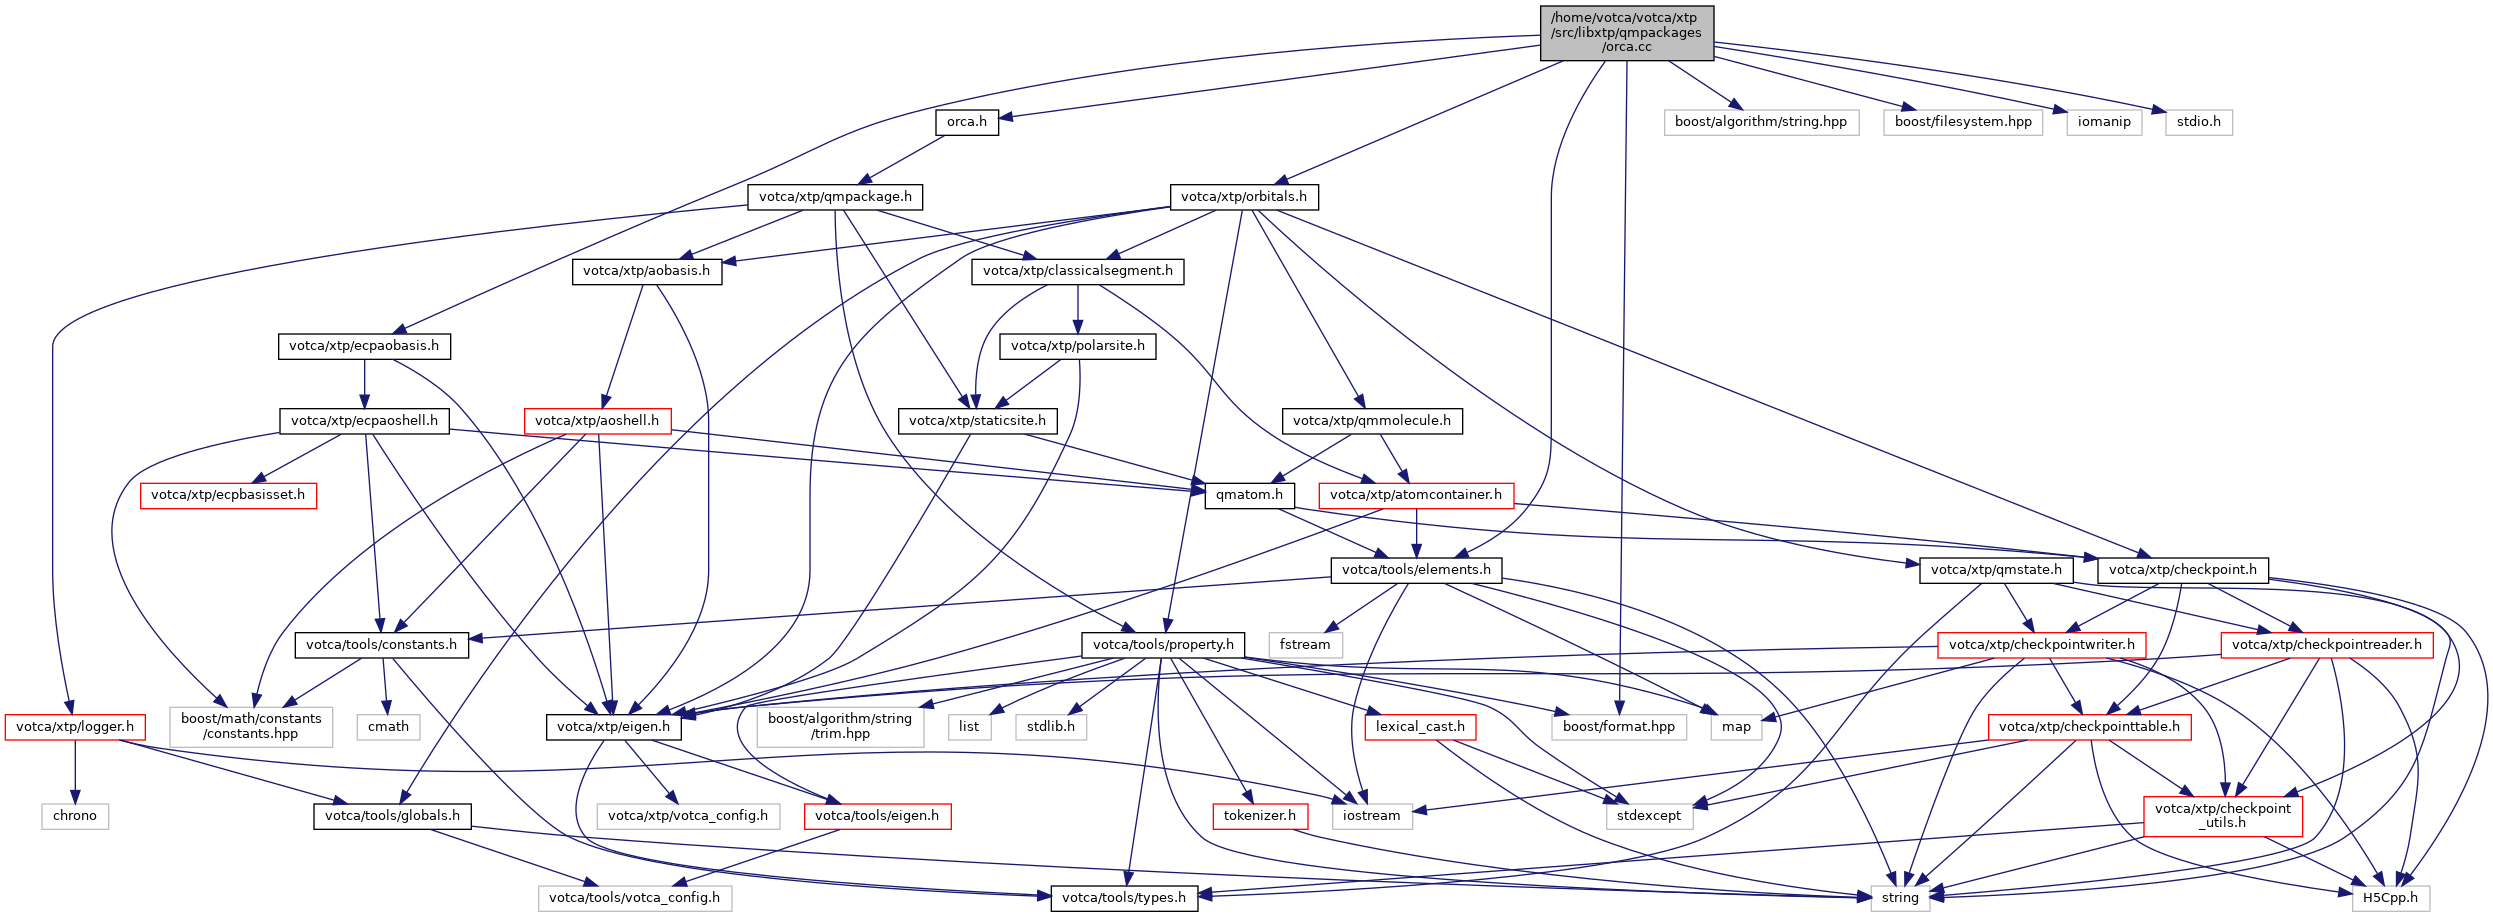 /home/votca/votca/xtp
/src/libxtp/qmpackages
/orca.cc
orca.h
boost/algorithm/string.hpp
boost/filesystem.hpp
iomanip
stdio.h
votca/xtp/qmpackage.h
votca/xtp/orbitals.h
votca/xtp/aobasis.h
votca/xtp/classicalsegment.h
votca/xtp/ecpaobasis.h
votca/xtp/polarsite.h
votca/xtp/ecpaoshell.h
votca/xtp/aoshell.h
votca/xtp/staticsite.h
votca/xtp/qmmolecule.h
votca/xtp/ecpbasisset.h
qmatom.h
votca/xtp/atomcontainer.h
votca/tools/elements.h
votca/xtp/qmstate.h
votca/xtp/checkpoint.h
votca/tools/constants.h
votca/tools/property.h
fstream
votca/xtp/checkpointwriter.h
votca/xtp/checkpointreader.h
votca/xtp/logger.h
boost/math/constants
/constants.hpp
cmath
votca/xtp/eigen.h
boost/algorithm/string
/trim.hpp
list
stdlib.h
lexical_cast.h
boost/format.hpp
map
votca/xtp/checkpointtable.h
chrono
votca/tools/globals.h
votca/xtp/votca_config.h
votca/tools/eigen.h
tokenizer.h
iostream
stdexcept
votca/xtp/checkpoint
_utils.h
votca/tools/votca_config.h
votca/tools/types.h
string
H5Cpp.h